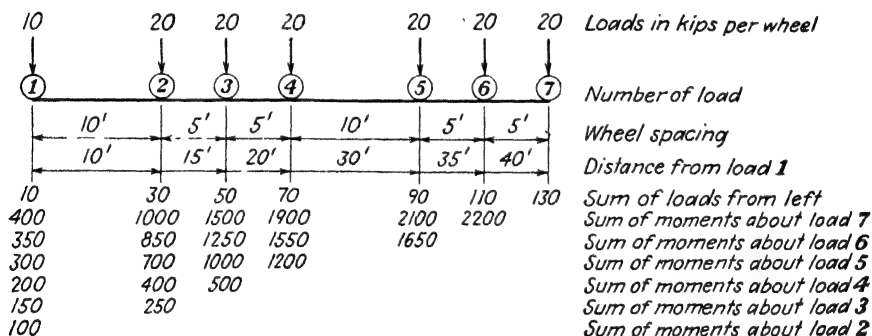 10 20 20 20 20 20 20 Loads in kips per wheel
1 2 3 4 5 6 7 Number of load
10' 5' 5' 10' 5' 5' Wheel spacing
10' 15' 20' 30' 35' 40' Distance from load 1
10 30 50 70 90 110 130 Sum of loads from left
400 1000 1500 1900 2100 2200 Sum of moments about load 7
350 850 1250 1550 1650 Sum of moments about load 6
300 700 1000 1200 Sum of moments about load 5
200 400 500 Sum of moments about load 4
150 250 Sum of moments about load 3
100 Sum of moments about load 2